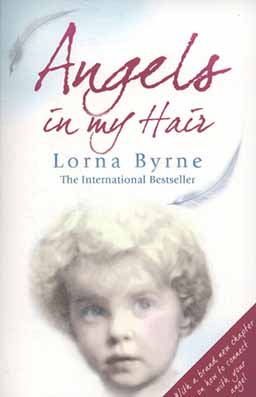 Angels
in my Hair
Lorna Byrne
The International Bestseller
With a brand new chapter
on how to connect
with your
angel